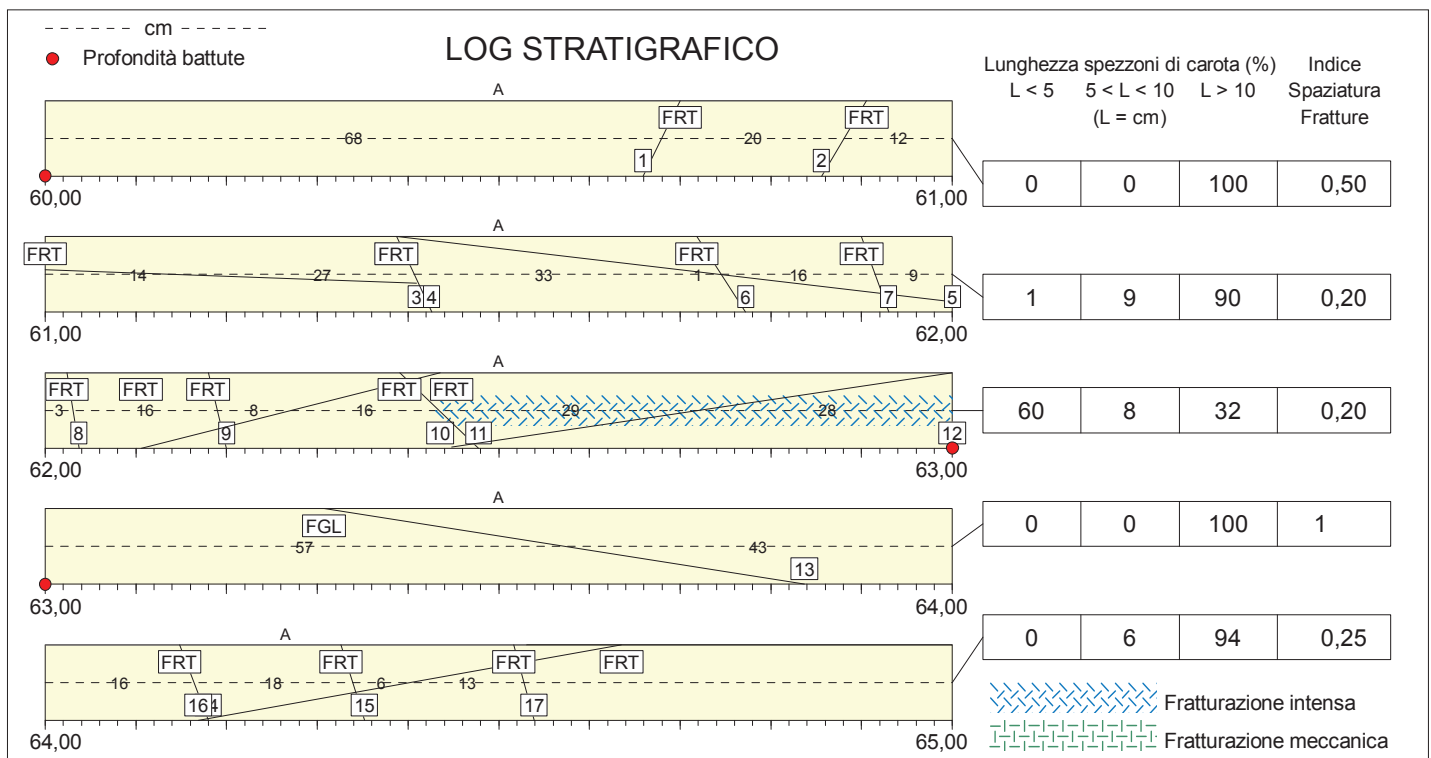 cm
Profondità battute
LOG STRATIGRAFICO
Lunghezza spezzoni di carota (%)
Indice
L < 5
5 < L < 10
L > 10
Spaziatura
(L = cm)
Fratture
A
FRT
FRT
68
20
12
1
2
60,00
61,00
0
0
100
0,50
A
FRT
FRT
FRT
FRT
14
27
33
1
16
9
3
4
6
7
5
61,00
62,00
1
9
90
0,20
A
FRT
FRT
FRT
FRT
FRT
3
16
8
16
29
28
8
9
10
11
12
62,00
63,00
60
8
32
0,20
A
FGL
57
43
13
63,00
64,00
0
0
100
1
A
FRT
FRT
FRT
FRT
16
18
6
13
16
15
17
64,00
65,00
0
6
94
0,25
Fratturazione intensa
Fratturazione meccanica